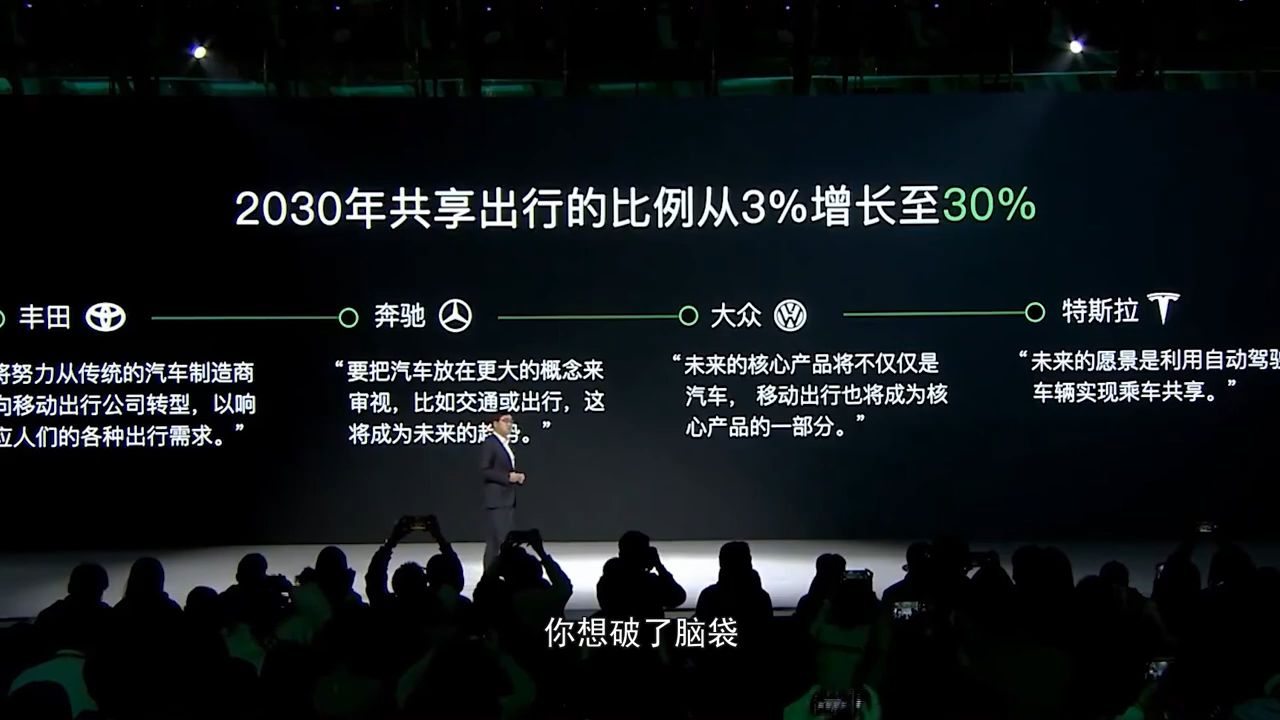 2030年共享出行的比例从3%增长至30%
丰田
将努力从传统的汽车制造商
向移动出行公司转型，以响
应人们的各种出行需求。”
奔驰
“要把汽车放在更大的概念来
审视，比如交通或出行，这
将成为未来的趋势。”
大众
“未来的核心产品将不仅仅是
汽车， 移动出行也将成为核
心产品的一部分。”
特斯拉
“未来的愿景是利用自动驾驶
车辆实现乘车共享。”
你想破了脑袋